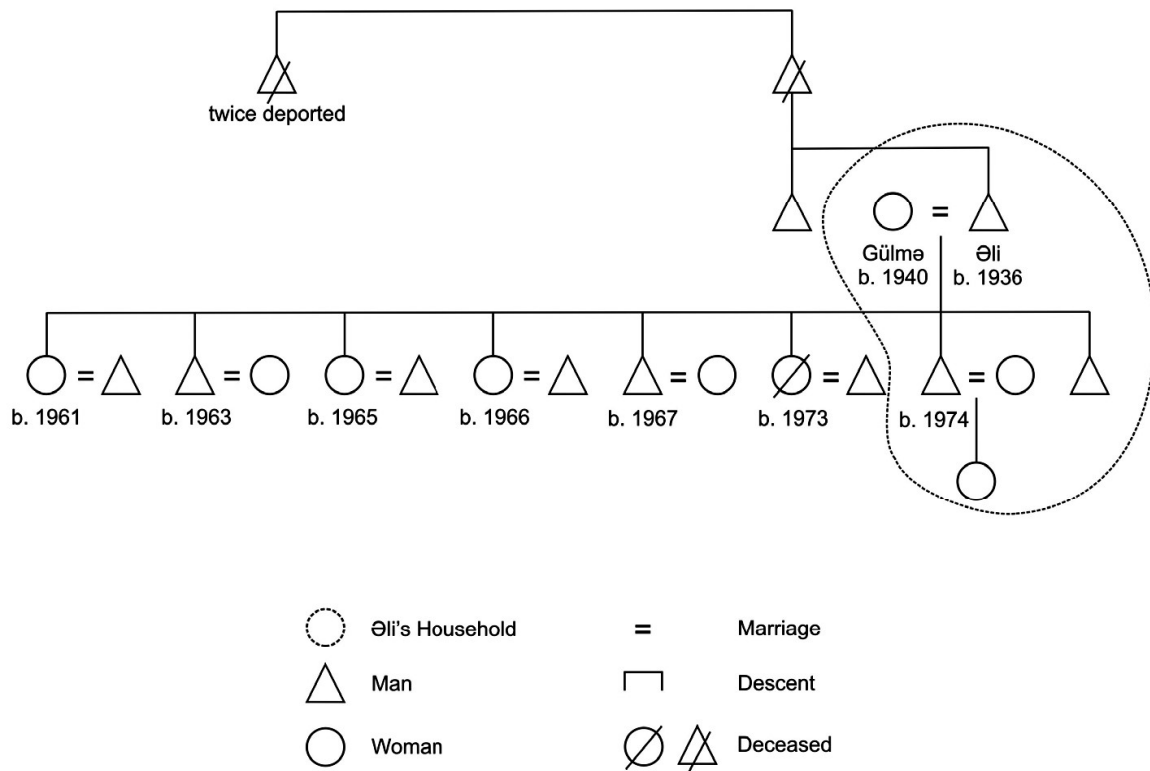 twice deported
Gülmə
b. 1940
=
Əli
b. 1936
=
b. 1961
=
b. 1963
=
b. 1965
=
b. 1966
=
b. 1967
=
b. 1973
=
b. 1974
Əli's Household
=
Marriage
Man
Descent
Woman
Deceased